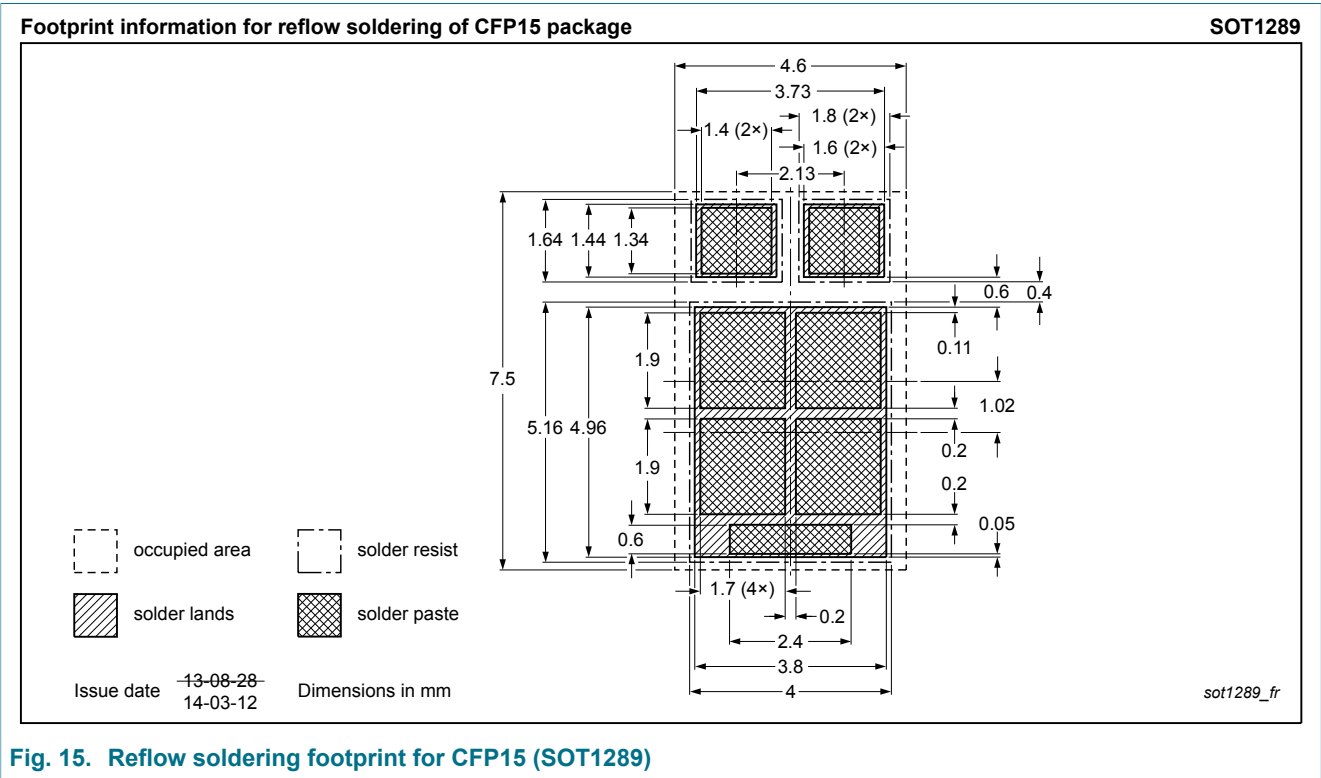 Footprint information for reflow soldering of CFP15 package SOT1289
4.6
3.73
1.8 (2×)
1.4 (2×)
1.6 (2×)
2.13
1.64 1.44 1.34
0.6 0.4
0.11
1.9
7.5
1.02
5.16 4.96
0.2
1.9
0.2
0.05
0.6
1.7 (4×)
0.2
2.4
3.8
4
occupied area
solder resist
solder lands
solder paste
Issue date
13-08-28
14-03-12
Dimensions in mm
sot1289_fr
Fig. 15. Reflow soldering footprint for CFP15 (SOT1289)